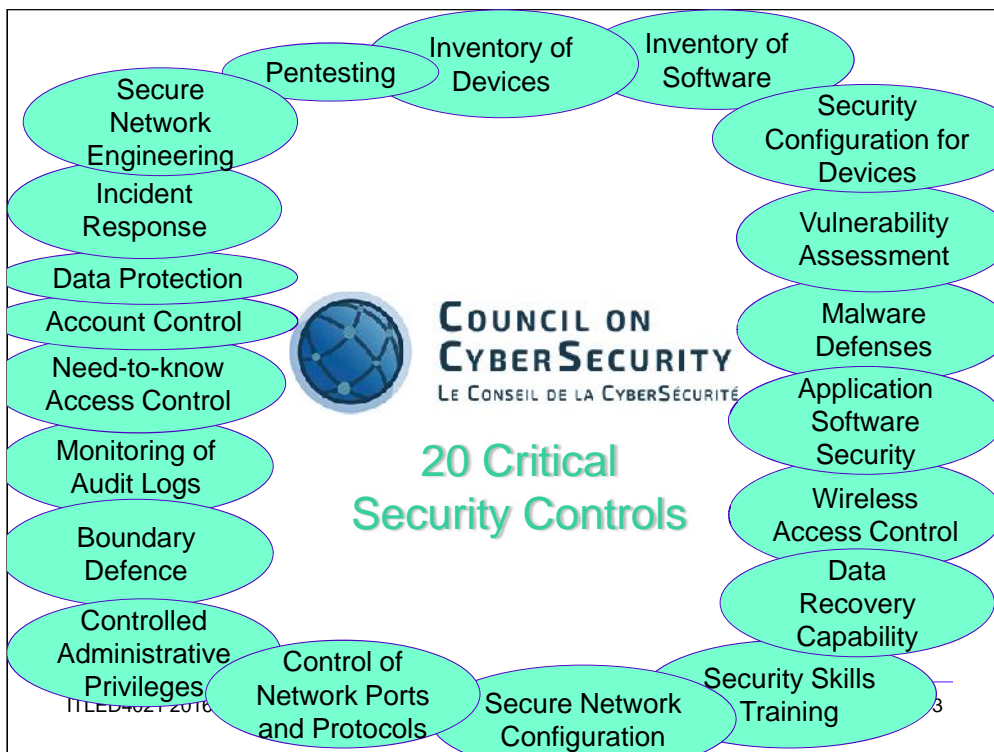 Inventory of
Devices
Inventory of
Software
Security
Configuration for
Devices
Vulnerability
Assessment
Malware
Defenses
Application
Software
Security
Wireless
Access Control
Data
Recovery
Capability
Security Skills
Training
Secure Network
Configuration
Control of
Network Ports
and Protocols
Controlled
Administrative
Privileges
Boundary
Defence
Monitoring of
Audit Logs
Need-to-know
Access Control
Account Control
Data Protection
Incident
Response
Secure
Network
Engineering
Pentesting
COUNCIL ON
CYBERSECURITY
LE CONSEIL DE LA CYBERSÉCURITÉ
20 Critical
Security Controls
2016
3